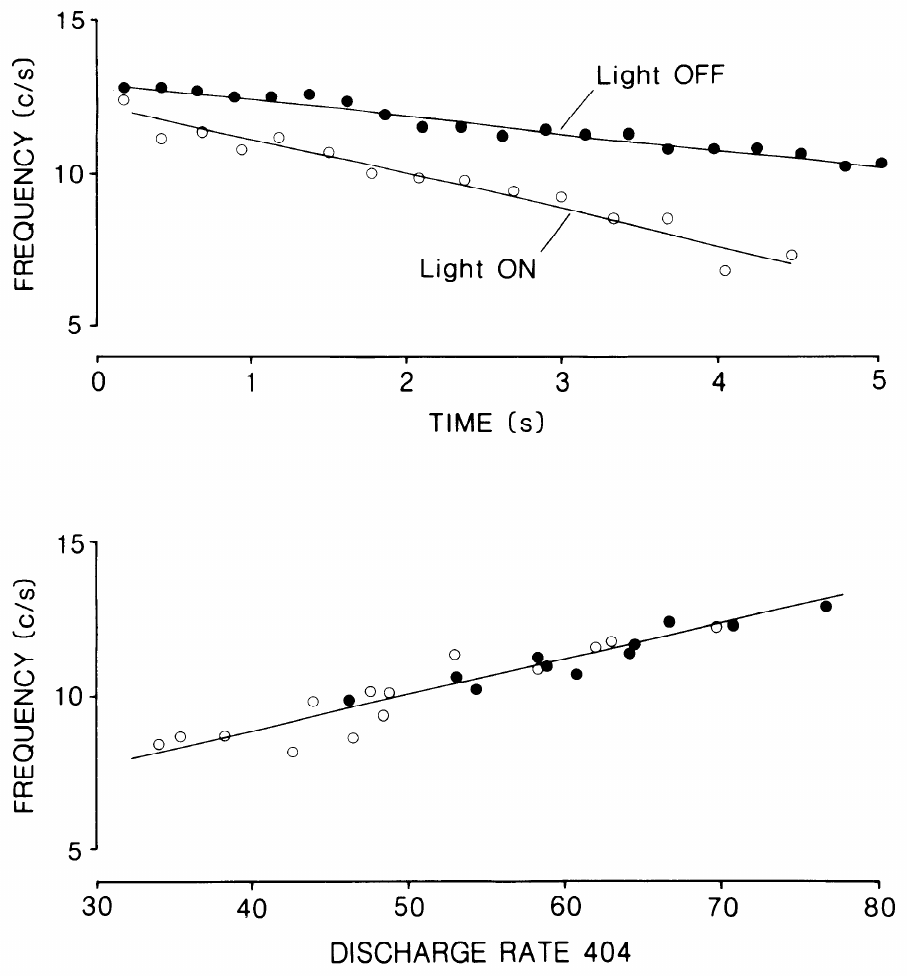 15
Light OFF
10
FREQUENCY (c/s)
Light ON
5
0 1 2 3 4 5
TIME (s)
15
10
FREQUENCY (c/s)
5
30 40 50 60 70 80
DISCHARGE RATE 404